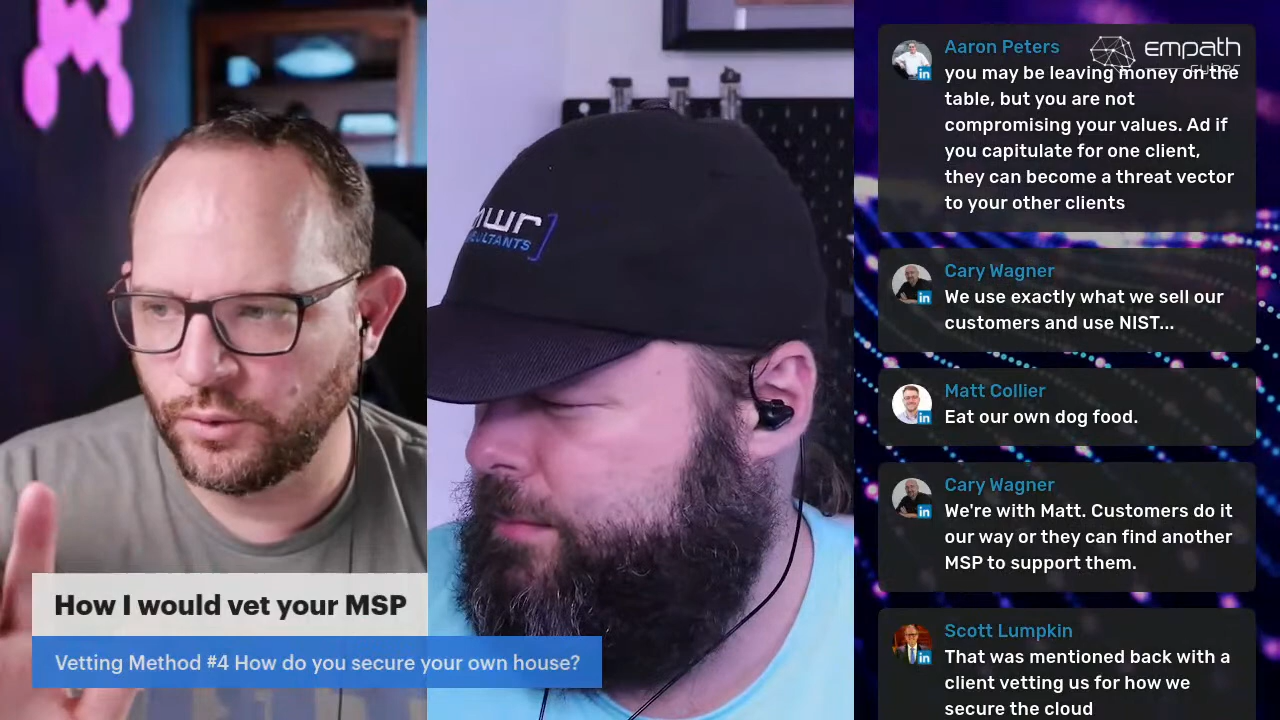 mwr
SULTANTS
How I would vet your MSP
Vetting Method #4 How do you secure your own house?
empath
cyber
Aaron Peters
you may be leaving money on the
table, but you are not
compromising your values. Ad if
you capitulate for one client,
they can become a threat vector
to your other clients
Cary Wagner
We use exactly what we sell our
customers and use NIST...
Matt Collier
Eat our own dog food.
Cary Wagner
We're with Matt. Customers do it
our way or they can find another
MSP to support them.
Scott Lumpkin
That was mentioned back with a
client vetting us for how we
secure the cloud